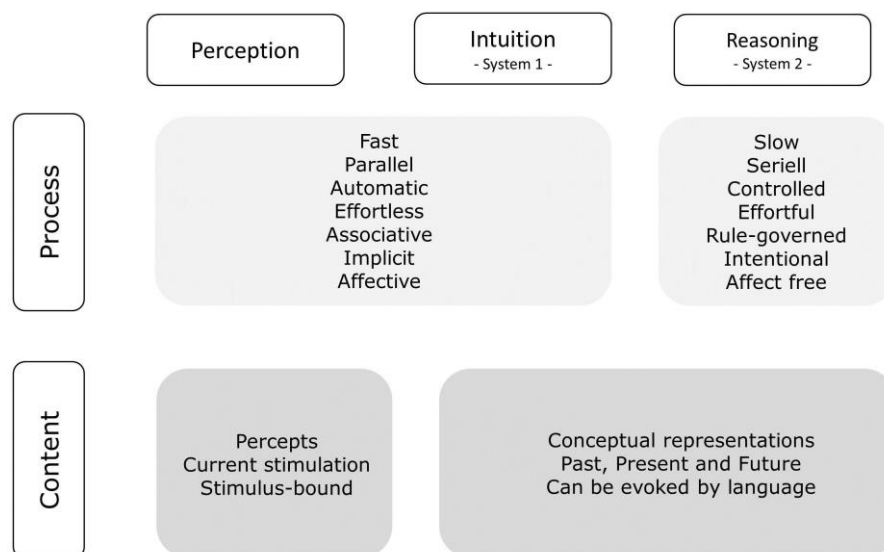 Perception
Intuition
- System 1 -
Reasoning
- System 2 -
Process
Fast
Parallel
Automatic
Effortless
Associative
Implicit
Affective
Slow
Seriell
Controlled
Effortful
Rule-governed
Intentional
Affect free
Content
Percepts
Current stimulation
Stimulus-bound
Conceptual representations
Past, Present and Future
Can be evoked by language